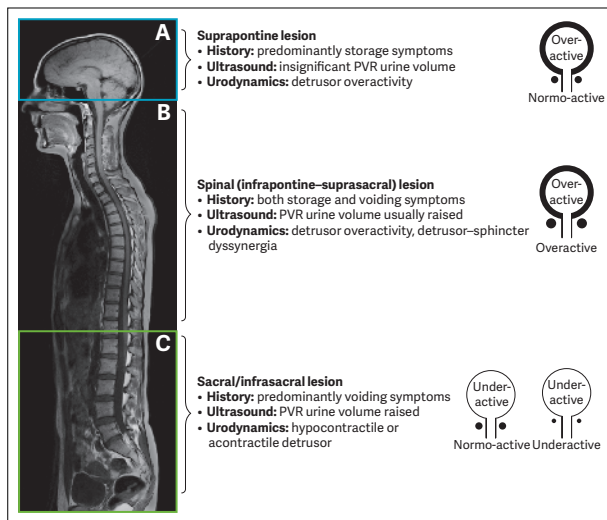 A
Suprapontine lesion
• History: predominantly storage symptoms
• Ultrasound: insignificant PVR urine volume
• Urodynamics: detrusor overactivity
Over-
active
Normo-active
B
Spinal (infrapontine–suprasacral) lesion
• History: both storage and voiding symptoms
• Ultrasound: PVR urine volume usually raised
• Urodynamics: detrusor overactivity, detrusor–sphincter
dyssynergia
Over-
active
Overactive
C
Sacral/infrasacral lesion
• History: predominantly voiding symptoms
• Ultrasound: PVR urine volume raised
• Urodynamics: hypocontractile or
acontractile detrusor
Under-
active
Normo-active
Under-
active
Underactive